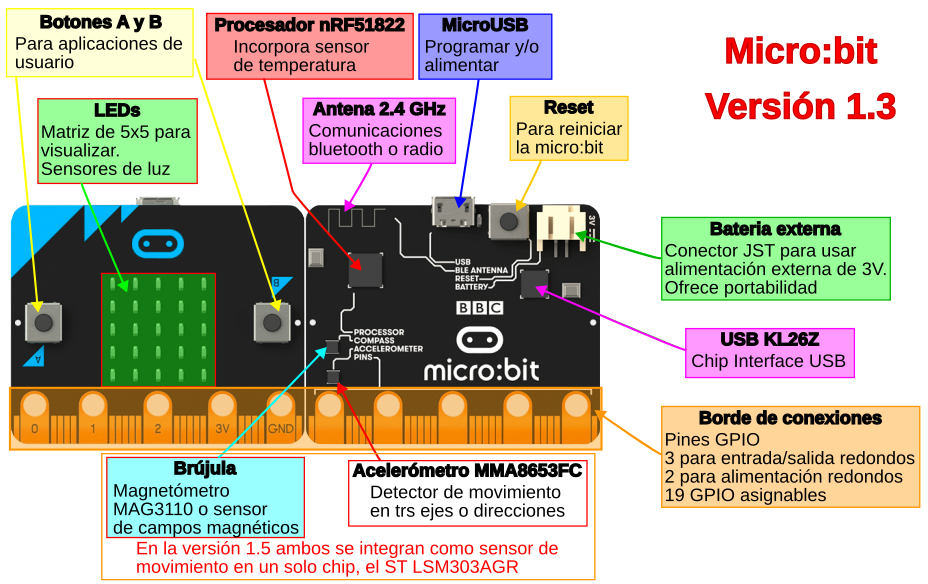 Botones A y B
Para aplicaciones de
usuario
Procesador nRF51822
Incorpora sensor
de temperatura
MicroUSB
Programar y/o
alimentar
Micro:bit
Versión 1.3
LEDs
Matriz de 5x5 para
visualizar.
Sensores de luz
Antena 2.4 GHz
Comunicaciones
bluetooth o radio
Reset
Para reiniciar
la micro:bit
Bateria externa
Conector JST para usar
alimentación externa de 3V.
Ofrece portabilidad
3V
USB
BLE ANTENNA
RESET
BATTERY
B
A
BBC
PROCESSOR
COMPASS
ACCELEROMETER
PINS
micro:bit
USB KL26Z
Chip Interface USB
0 1 2 3V GND
Borde de conexiones
Pines GPIO
3 para entrada/salida redondos
2 para alimentación redondos
19 GPIO asignables
Brújula
Magnetómetro
MAG3110 o sensor
de campos magnéticos
Acelerómetro MMA8653FC
Detector de movimiento
en trs ejes o direcciones
En la versión 1.5 ambos se integran como sensor de
movimiento en un solo chip, el ST LSM303AGR